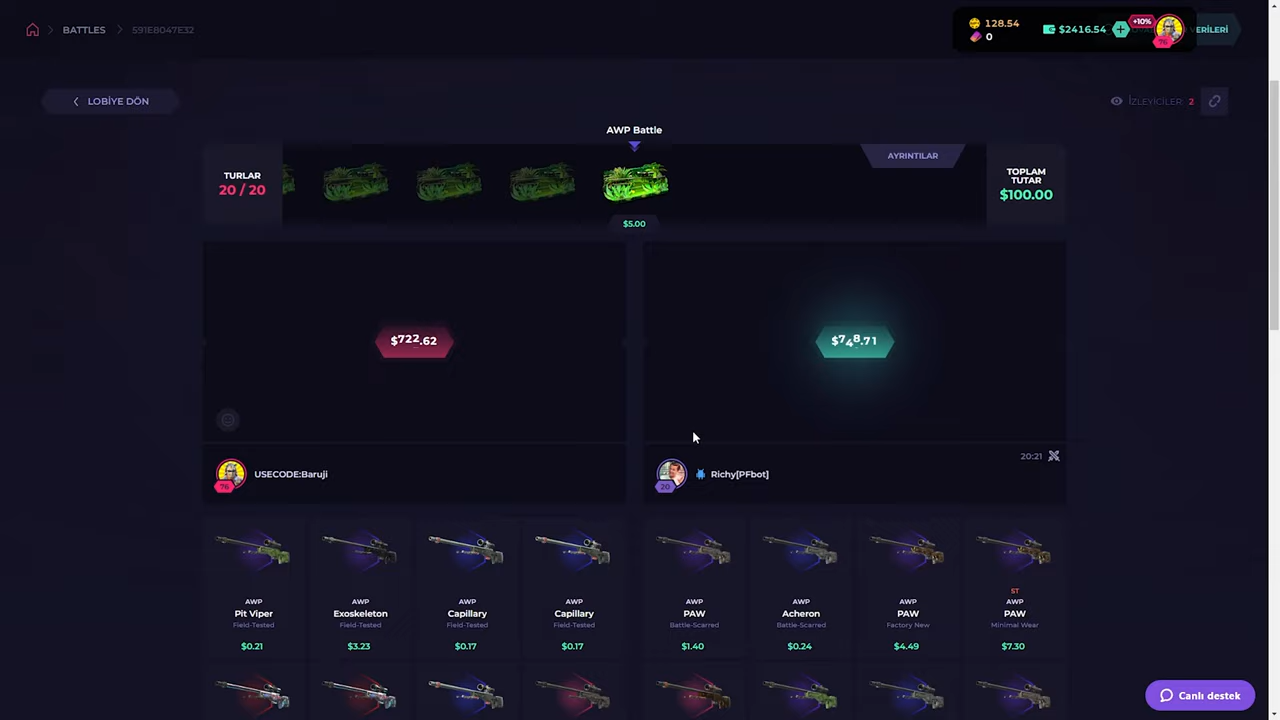 BATTLES
591E8047E32
128.54
0
$2416.54
+10%
76
VERİLERİ
LOBİYE DÖN
İZLEYİCİLER 2
AWP Battle
AYRINTILAR
TURLAR
20 / 20
TOPLAM
TUTAR
$100.00
$5.00
$722.62
$748.71
76
USECODE:Baruji
20
Richy[PFbot]
20:21
AWP
Pit Viper
Field-Tested
$0.21
AWP
Exoskeleton
Field-Tested
$3.23
AWP
Capillary
Field-Tested
$0.17
AWP
Capillary
Field-Tested
$0.17
AWP
PAW
Battle-Scarred
$1.40
AWP
Acheron
Battle-Scarred
$0.24
AWP
PAW
Factory New
$4.49
ST
AWP
PAW
Minimal Wear
$7.30
Canlı destek